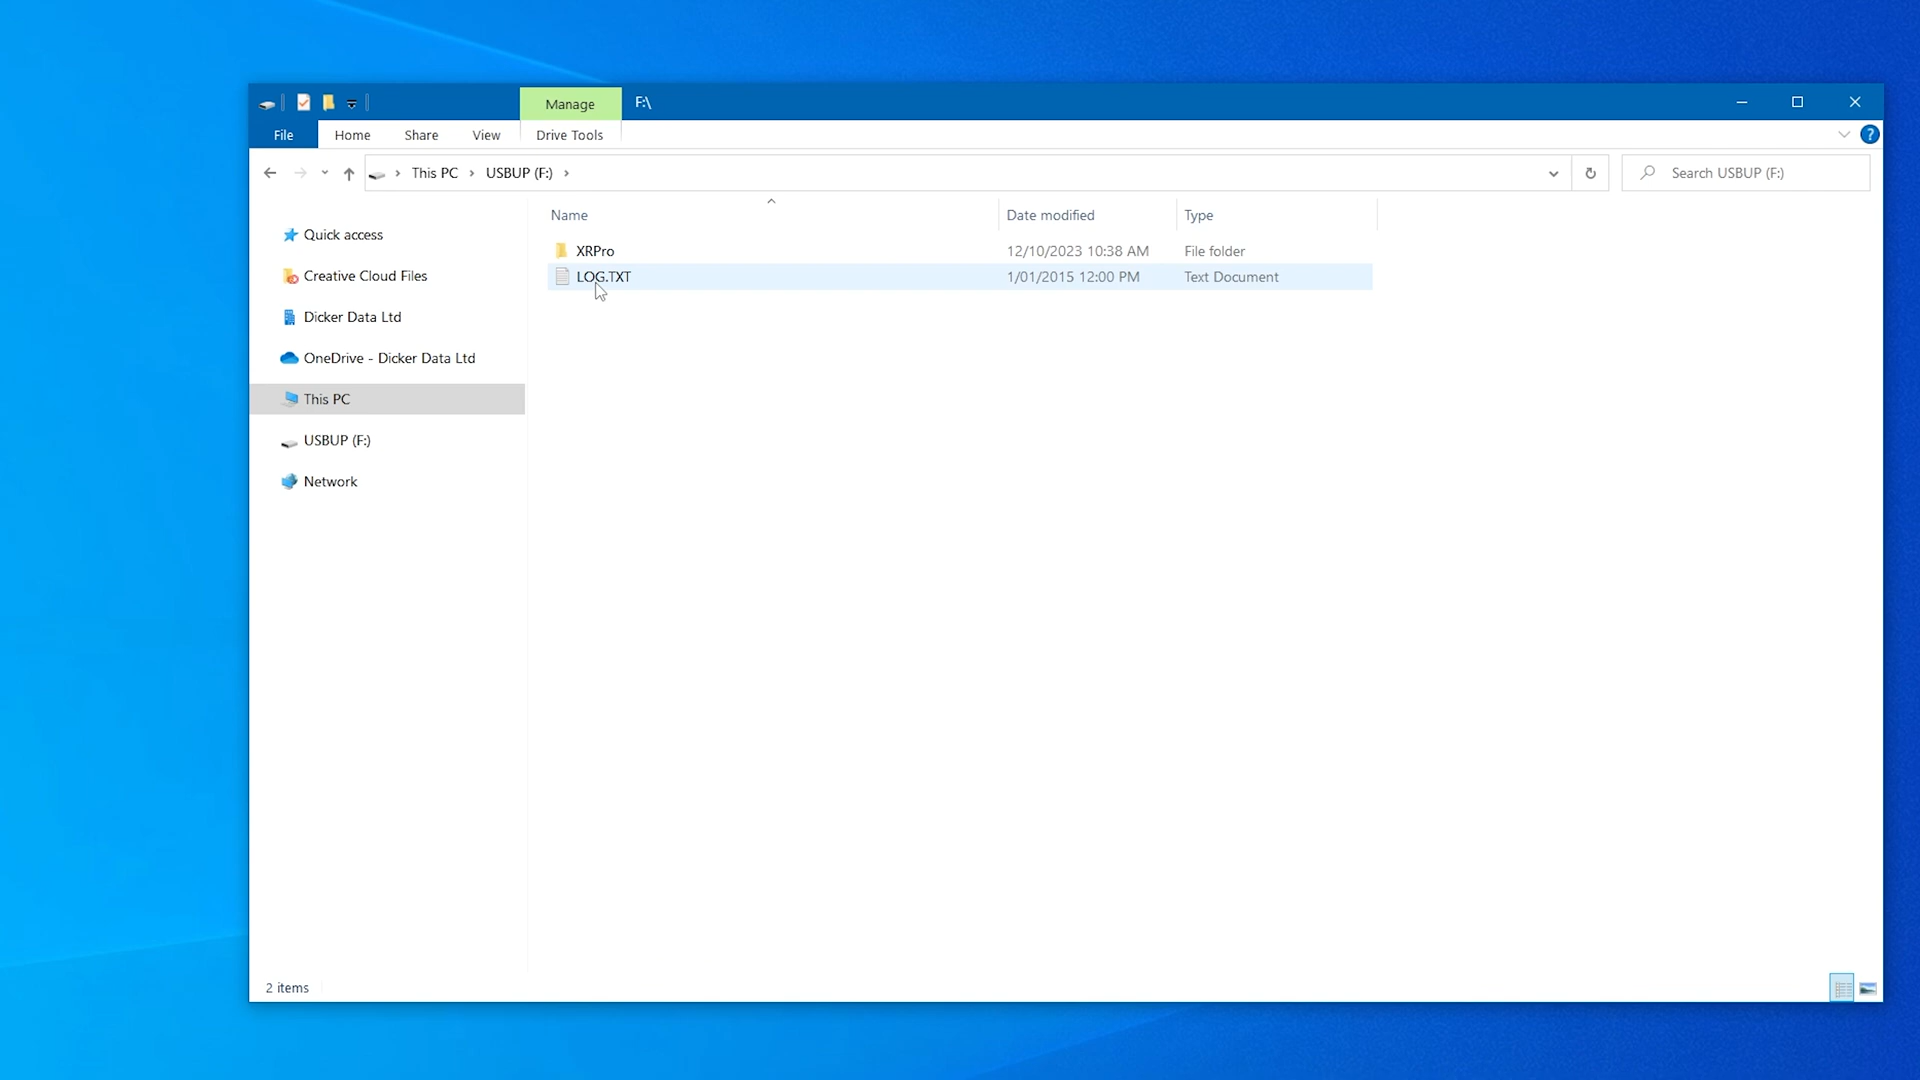 Manage F:\
File Home Share View Drive Tools
This PC USBUP (F:) Search USBUP (F:)
Name Date modified Type
Quick access
Creative Cloud Files
Dicker Data Ltd
OneDrive - Dicker Data Ltd
This PC
USBUP (F:)
Network
XRPro 12/10/2023 10:38 AM File folder
LOG.TXT 1/01/2015 12:00 PM Text Document
2 items